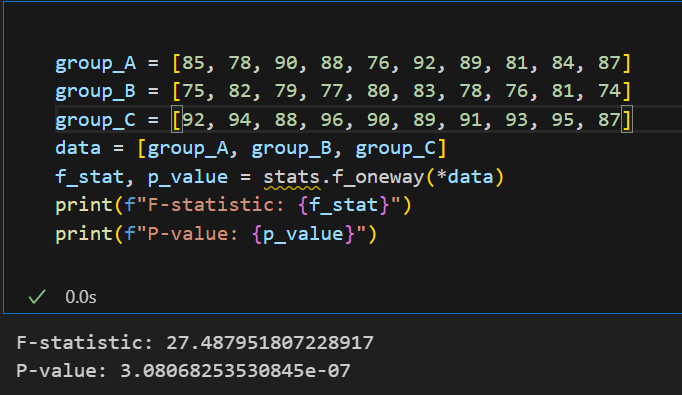 group_A = [85, 78, 90, 88, 76, 92, 89, 81, 84, 87]
group_B = [75, 82, 79, 77, 80, 83, 78, 76, 81, 74]
group_C = [92, 94, 88, 96, 90, 89, 91, 93, 95, 87]
data = [group_A, group_B, group_C]
f_stat, p_value = stats.f_oneway(*data)
print(f"F-statistic: {f_stat}")
print(f"P-value: {p_value}")
0.0s
F-statistic: 27.487951807228917
P-value: 3.08068253530845e-07